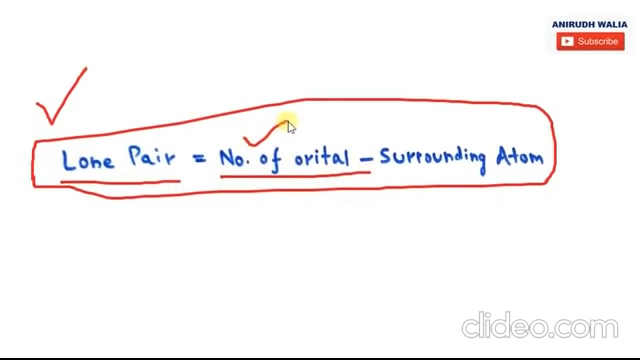 ANIRUDH WALIA
Subscribe
Lone Pair = No. of orital - Surrounding Atom
clideo.com